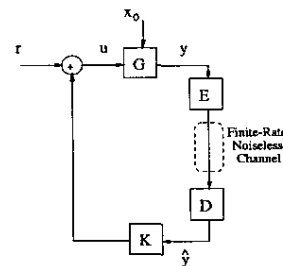 x₀
r
+
u
G
y
E
Finite-Rate
Noiseless
Channel
D
K
ŷ